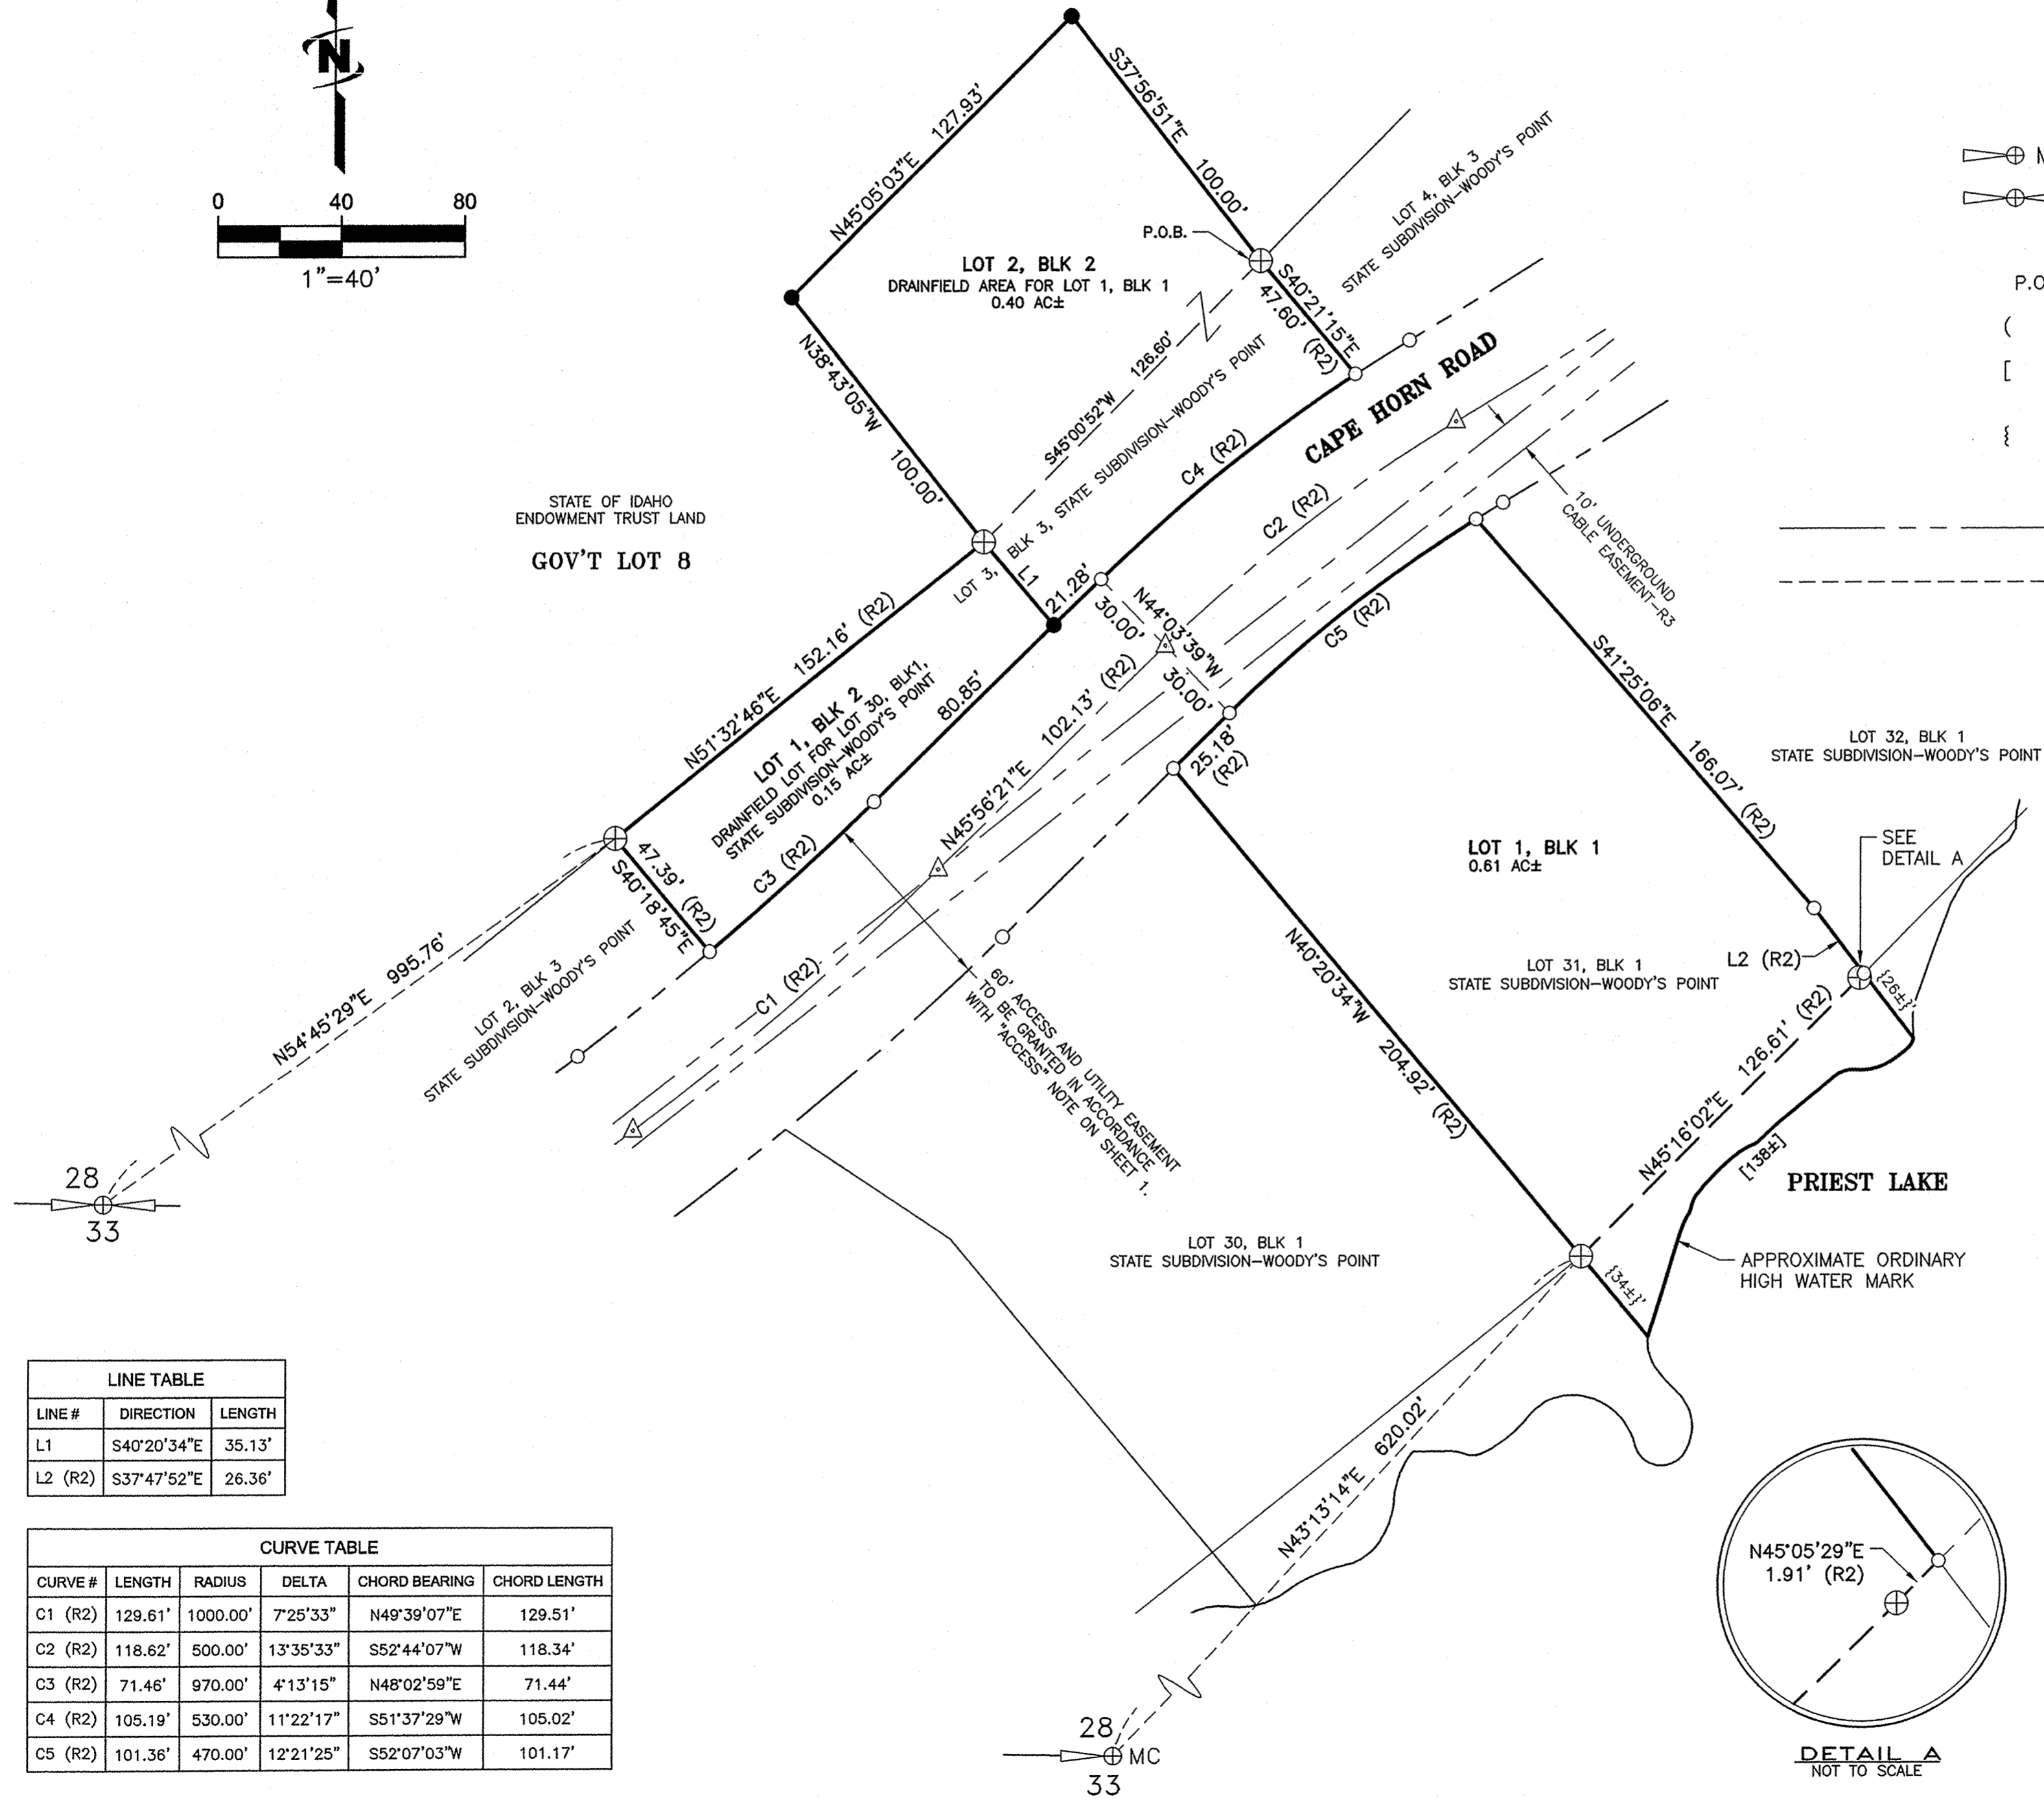 N
0 40 80
1"=40'
N45°05'03"E 127.93'
S37°56'51"E 100.00'
P.O.B.
LOT 2, BLK 2
DRAINFIELD AREA FOR LOT 1, BLK 1
0.40 AC±
S40°21'15"E
47.60' (R2)
LOT 4, BLK 3
STATE SUBDIVISION-WOODY'S POINT
N38°43'05"W 100.00'
S45°00'52"W 126.60'
LOT 3, BLK 3, STATE SUBDIVISION-WOODY'S POINT
CAPE HORN ROAD
C4 (R2)
C2 (R2)
C5 (R2)
10' UNDERGROUND
CABLE EASEMENT-R3
STATE OF IDAHO
ENDOWMENT TRUST LAND
GOV'T LOT 8
L1
21.28'
30.00'
N44°03'39"W
30.00'
N51°32'46"E 152.16' (R2)
LOT 1, BLK 2
DRAINFIELD LOT FOR LOT 30, BLK1,
STATE SUBDIVISION-WOODY'S POINT
0.15 AC±
80.85'
N45°56'21"E 102.13' (R2)
25.18'
(R2)
S41°25'06"E 166.07' (R2)
LOT 32, BLK 1
STATE SUBDIVISION-WOODY'S POINT
LOT 1, BLK 1
0.61 AC±
SEE
DETAIL A
47.39' (R2)
S40°18'45"E
C3 (R2)
C1 (R2)
LOT 2, BLK 3
STATE SUBDIVISION-WOODY'S POINT
N54°45'29"E 995.76'
28
33
60' ACCESS AND UTILITY EASEMENT
TO BE GRANTED IN ACCORDANCE
WITH "ACCESS" NOTE ON SHEET 1.
N40°20'34"W 204.92' (R2)
LOT 31, BLK 1
STATE SUBDIVISION-WOODY'S POINT
L2 (R2)
{26±}'
N45°16'02"E 126.61' (R2)
[138±]
PRIEST LAKE
APPROXIMATE ORDINARY
HIGH WATER MARK
{34±}'
LOT 30, BLK 1
STATE SUBDIVISION-WOODY'S POINT
N43°13'14"E 620.02'
28
MC
33
M
P.O
(
[
{
LINE TABLE
LINE # DIRECTION LENGTH
L1 S40°20'34"E 35.13'
L2 (R2) S37°47'52"E 26.36'
CURVE TABLE
CURVE # LENGTH RADIUS DELTA CHORD BEARING CHORD LENGTH
C1 (R2) 129.61' 1000.00' 7°25'33" N49°39'07"E 129.51'
C2 (R2) 118.62' 500.00' 13°35'33" S52°44'07"W 118.34'
C3 (R2) 71.46' 970.00' 4°13'15" N48°02'59"E 71.44'
C4 (R2) 105.19' 530.00' 11°22'17" S51°37'29"W 105.02'
C5 (R2) 101.36' 470.00' 12°21'25" S52°07'03"W 101.17'
N45°05'29"E
1.91' (R2)
DETAIL A
NOT TO SCALE